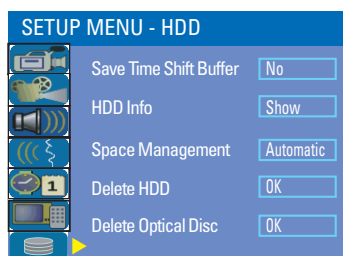 SETUP MENU - HDD
Save Time Shift Buffer No
HDD Info Show
Space Management Automatic
1
Delete HDD OK
Delete Optical Disc OK